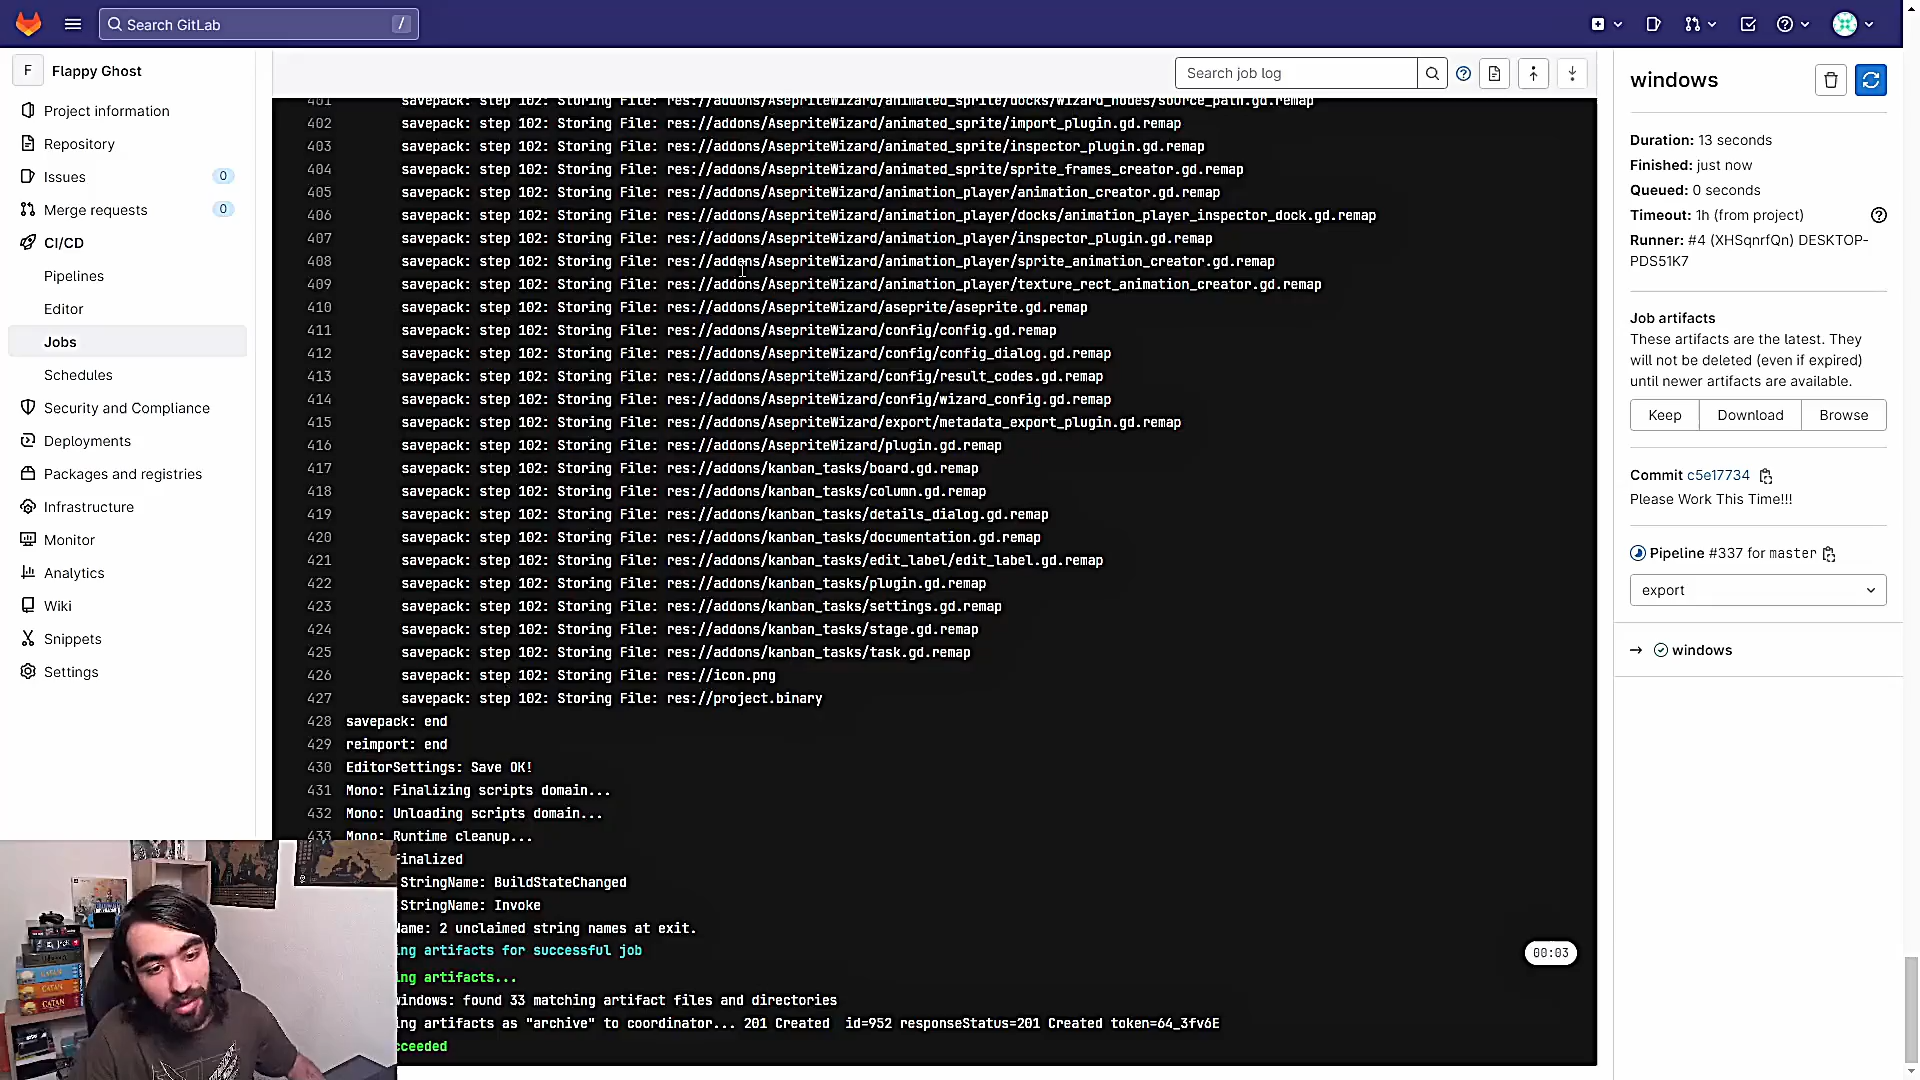 Search GitLab
/
F
Flappy Ghost
Project information
Repository
Issues
0
Merge requests
0
CI/CD
Pipelines
Editor
Jobs
Schedules
Security and Compliance
Deployments
Packages and registries
Infrastructure
Monitor
Analytics
Wiki
Snippets
Settings
Search job log
401 savepack: step 102: Storing File: res://addons/AsepriteWizard/animated_sprite/docks/wizard_nodes/source_path.gd.remap
402 savepack: step 102: Storing File: res://addons/AsepriteWizard/animated_sprite/import_plugin.gd.remap
403 savepack: step 102: Storing File: res://addons/AsepriteWizard/animated_sprite/inspector_plugin.gd.remap
404 savepack: step 102: Storing File: res://addons/AsepriteWizard/animated_sprite/sprite_frames_creator.gd.remap
405 savepack: step 102: Storing File: res://addons/AsepriteWizard/animation_player/animation_creator.gd.remap
406 savepack: step 102: Storing File: res://addons/AsepriteWizard/animation_player/docks/animation_player_inspector_dock.gd.remap
407 savepack: step 102: Storing File: res://addons/AsepriteWizard/animation_player/inspector_plugin.gd.remap
408 savepack: step 102: Storing File: res://addons/AsepriteWizard/animation_player/sprite_animation_creator.gd.remap
409 savepack: step 102: Storing File: res://addons/AsepriteWizard/animation_player/texture_rect_animation_creator.gd.remap
410 savepack: step 102: Storing File: res://addons/AsepriteWizard/aseprite/aseprite.gd.remap
411 savepack: step 102: Storing File: res://addons/AsepriteWizard/config/config.gd.remap
412 savepack: step 102: Storing File: res://addons/AsepriteWizard/config/config_dialog.gd.remap
413 savepack: step 102: Storing File: res://addons/AsepriteWizard/config/result_codes.gd.remap
414 savepack: step 102: Storing File: res://addons/AsepriteWizard/config/wizard_config.gd.remap
415 savepack: step 102: Storing File: res://addons/AsepriteWizard/export/metadata_export_plugin.gd.remap
416 savepack: step 102: Storing File: res://addons/AsepriteWizard/plugin.gd.remap
417 savepack: step 102: Storing File: res://addons/kanban_tasks/board.gd.remap
418 savepack: step 102: Storing File: res://addons/kanban_tasks/column.gd.remap
419 savepack: step 102: Storing File: res://addons/kanban_tasks/details_dialog.gd.remap
420 savepack: step 102: Storing File: res://addons/kanban_tasks/documentation.gd.remap
421 savepack: step 102: Storing File: res://addons/kanban_tasks/edit_label/edit_label.gd.remap
422 savepack: step 102: Storing File: res://addons/kanban_tasks/plugin.gd.remap
423 savepack: step 102: Storing File: res://addons/kanban_tasks/settings.gd.remap
424 savepack: step 102: Storing File: res://addons/kanban_tasks/stage.gd.remap
425 savepack: step 102: Storing File: res://addons/kanban_tasks/task.gd.remap
426 savepack: step 102: Storing File: res://icon.png
427 savepack: step 102: Storing File: res://project.binary
428 savepack: end
429 reimport: end
430 EditorSettings: Save OK!
431 Mono: Finalizing scripts domain...
432 Mono: Unloading scripts domain...
433 Mono: Runtime cleanup...
Finalized
StringName: BuildStateChanged
StringName: Invoke
Name: 2 unclaimed string names at exit.
ng artifacts for successful job
00:03
ng artifacts...
windows: found 33 matching artifact files and directories
ng artifacts as "archive" to coordinator... 201 Created id=952 responseStatus=201 Created token=64_3fv6E
cceeded
windows
Duration: 13 seconds
Finished: just now
Queued: 0 seconds
Timeout: 1h (from project)
Runner: #4 (XHSqnrfQn) DESKTOP-
PDS51K7
Job artifacts
These artifacts are the latest. They
will not be deleted (even if expired)
until newer artifacts are available.
Keep
Download
Browse
Commit c5e17734
Please Work This Time!!!
Pipeline #337 for master
export
windows
CATAN
CATAN